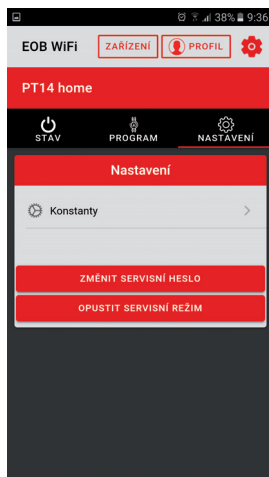 38% 9:36
EOB WiFi ZAŘÍZENÍ PROFIL
PT14 home
STAV PROGRAM NASTAVENÍ
Nastavení
Konstanty
ZMĚNIT SERVISNÍ HESLO
OPUSTIT SERVISNÍ REŽIM